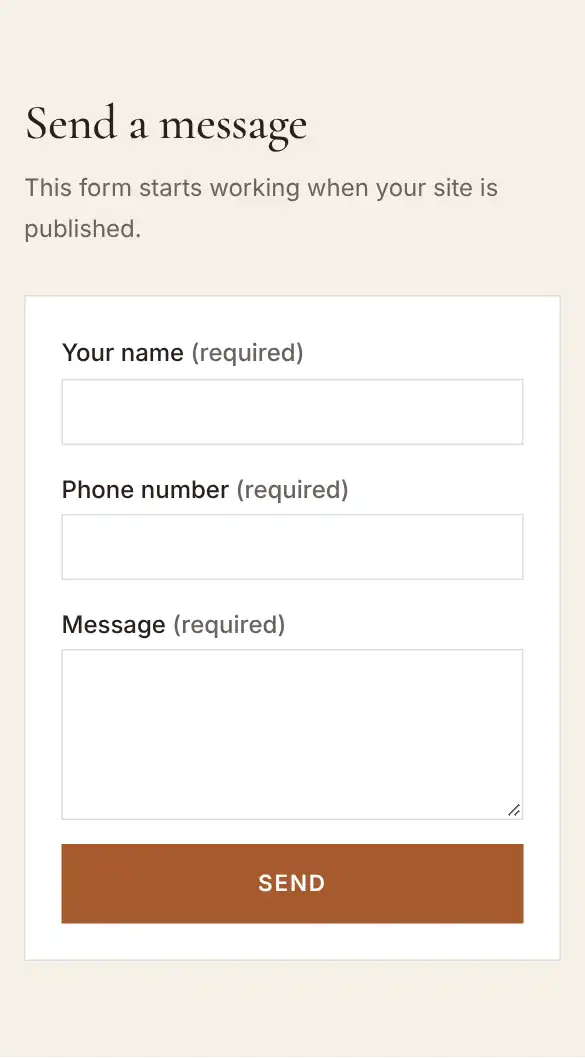 Send a message
This form starts working when your site is
published.
Your name (required)
Phone number (required)
Message (required)
SEND